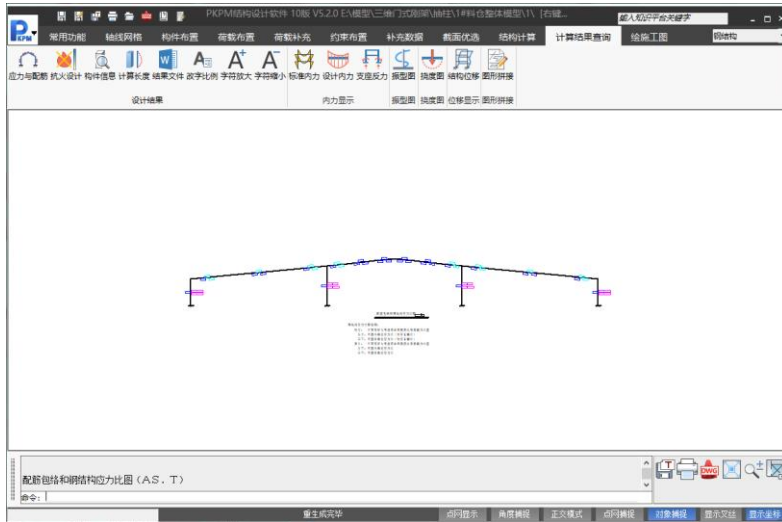 PKPM结构设计软件 10版 V5.2.0 E:\模型\三维门式刚架\抽柱\1#料仓整体模型\1\ [右键...
输入知识平台关键字
PKPM
常用功能 轴线网格 构件布置 荷载布置 荷载补充 约束布置 补充数据 截面优选 结构计算 计算结果查询 绘施工图 钢结构
应力与配筋 抗火设计 构件信息 计算长度 结果文件 改字比例 字符放大 字符缩小 标准内力 设计内力 支座反力 振型图 挠度图 结构位移 图形拼接
设计结果 内力显示 振型图 挠度图 位移显示 图形拼接
配筋包络和钢结构应力比图(AS.T)
命令:
重生成完毕 点网显示 角度捕捉 正交模式 点网捕捉 对象捕捉 显示叉丝 显示坐标